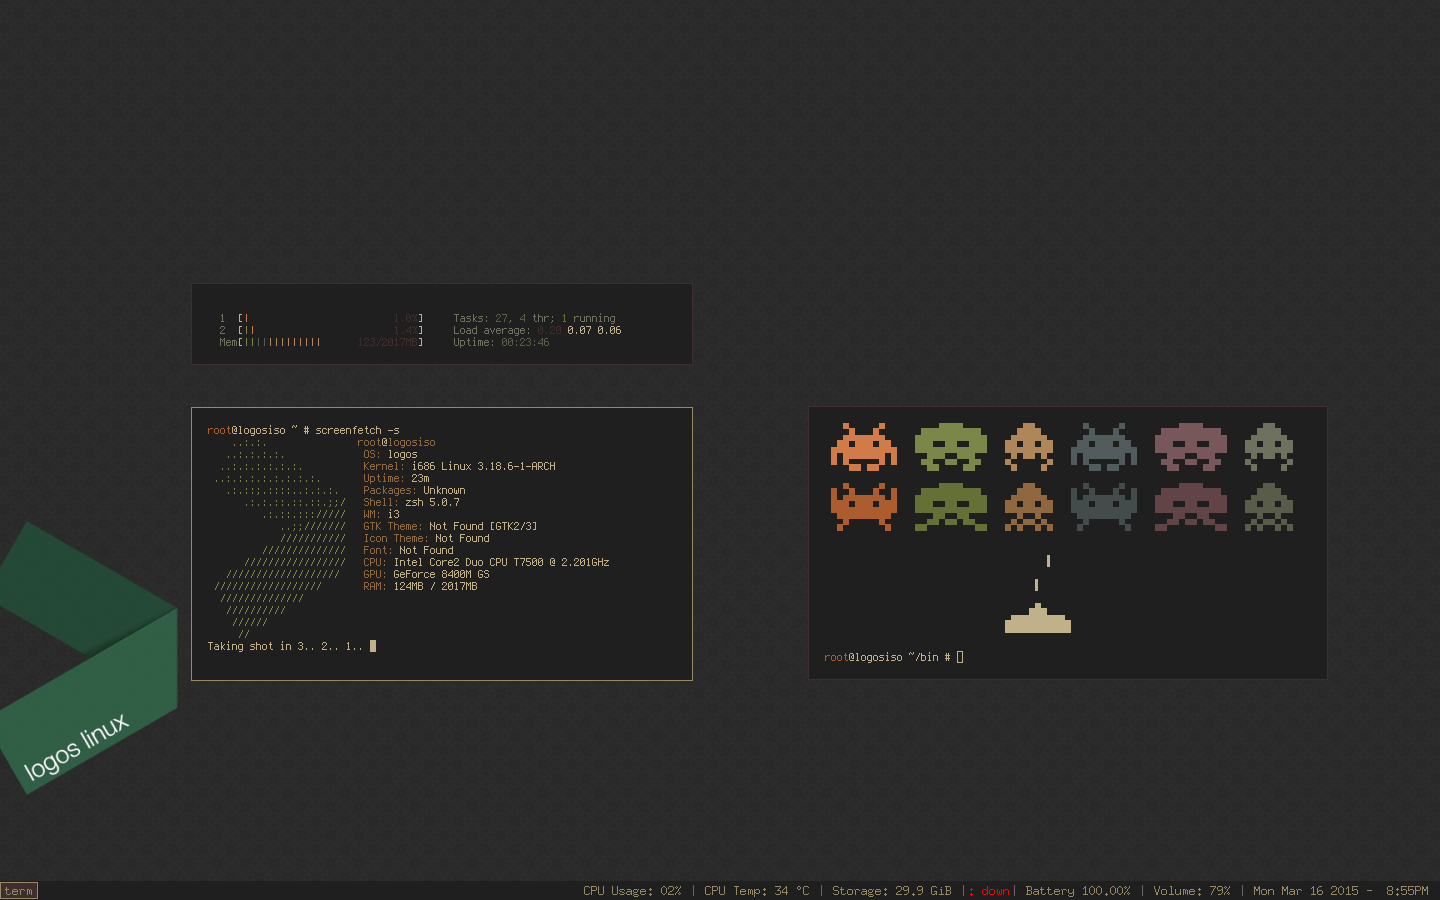 1 [| 1.0%] Tasks: 27, 4 thr; 1 running
2 [|| 1.4%] Load average: 0.20 0.07 0.06
Mem[||||||||||||| 123/2017MB] Uptime: 00:23:46
root@logosiso ~ # screenfetch -s
root@logosiso
OS: logos
Kernel: i686 Linux 3.18.6-1-ARCH
Uptime: 23m
Packages: Unknown
Shell: zsh 5.0.7
WM: i3
GTK Theme: Not Found [GTK2/3]
Icon Theme: Not Found
Font: Not Found
CPU: Intel Core2 Duo CPU T7500 @ 2.201GHz
GPU: GeForce 8400M GS
RAM: 124MB / 2017MB
Taking shot in 3.. 2.. 1..
root@logosiso ~/bin #
logos linux
term
CPU Usage: 02% | CPU Temp: 34 °C | Storage: 29.9 GiB |: down| Battery 100.00% | Volume: 79% | Mon Mar 16 2015 - 8:55PM